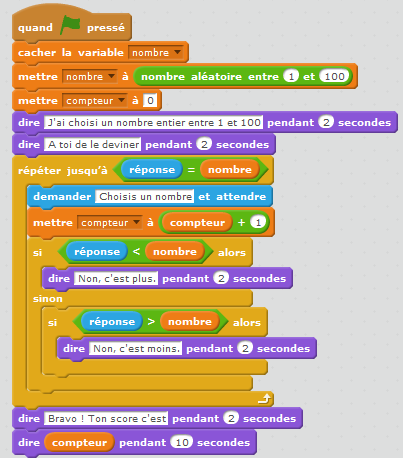 quand pressé
cacher la variable nombre
mettre nombre à nombre aléatoire entre 1 et 100
mettre compteur à 0
dire J'ai choisi un nombre entier entre 1 et 100 pendant 2 secondes
dire A toi de le deviner pendant 2 secondes
répéter jusqu'à réponse = nombre
demander Choisis un nombre et attendre
mettre compteur à compteur + 1
si réponse < nombre alors
dire Non, c'est plus. pendant 2 secondes
sinon
si réponse > nombre alors
dire Non, c'est moins. pendant 2 secondes
dire Bravo ! Ton score c'est pendant 2 secondes
dire compteur pendant 10 secondes